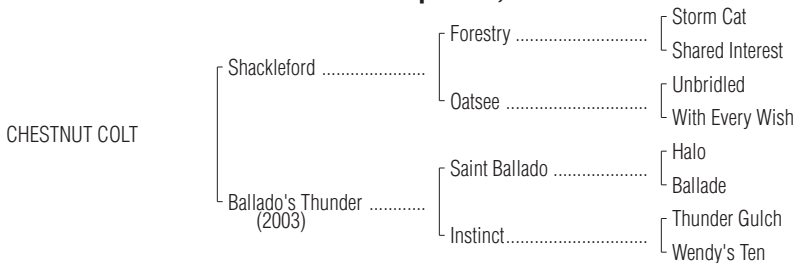 Forestry ............................
Storm Cat
Shared Interest
Shackleford ......................
Oatsee ..............................
Unbridled
With Every Wish
CHESTNUT COLT
Ballado's Thunder ............
(2003)
Saint Ballado ....................
Halo
Ballade
Instinct..............................
Thunder Gulch
Wendy's Ten